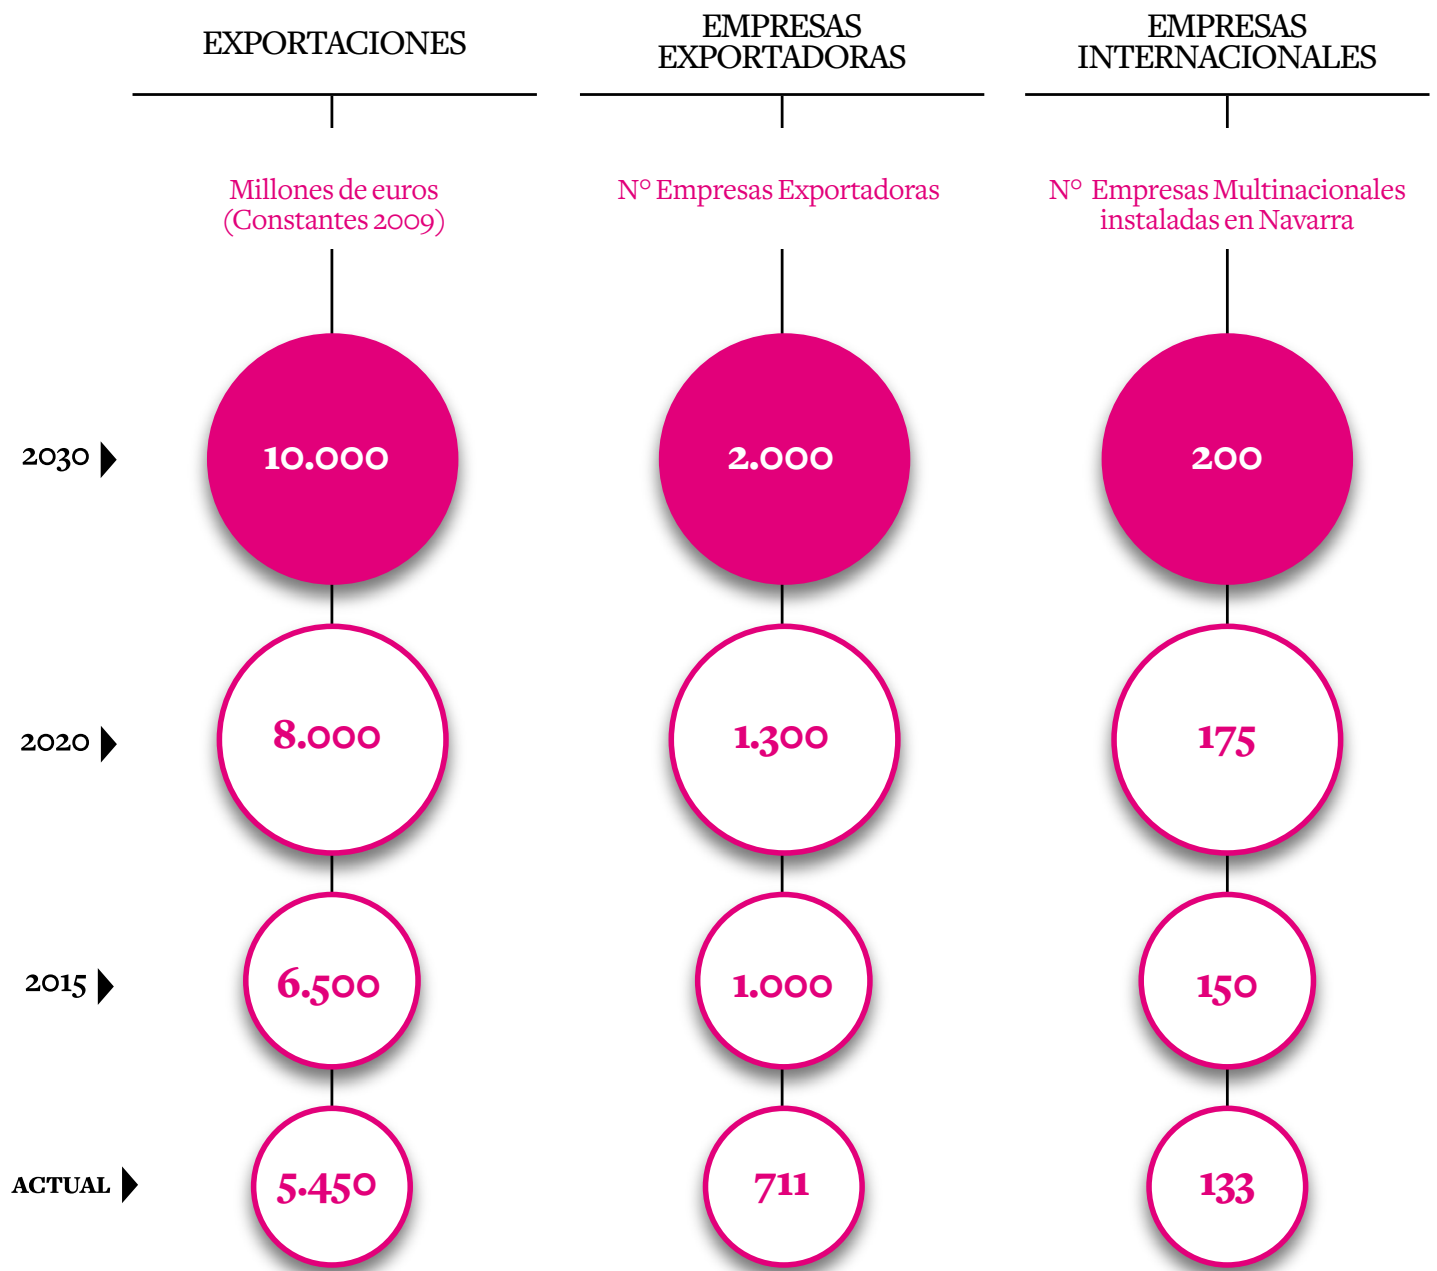 EXPORTACIONES
EMPRESAS
EXPORTADORAS
EMPRESAS
INTERNACIONALES
Millones de euros
(Constantes 2009)
Nº Empresas Exportadoras
Nº Empresas Multinacionales
instaladas en Navarra
2030 10.000 2.000 200
2020 8.000 1.300 175
2015 6.500 1.000 150
ACTUAL 5.450 711 133